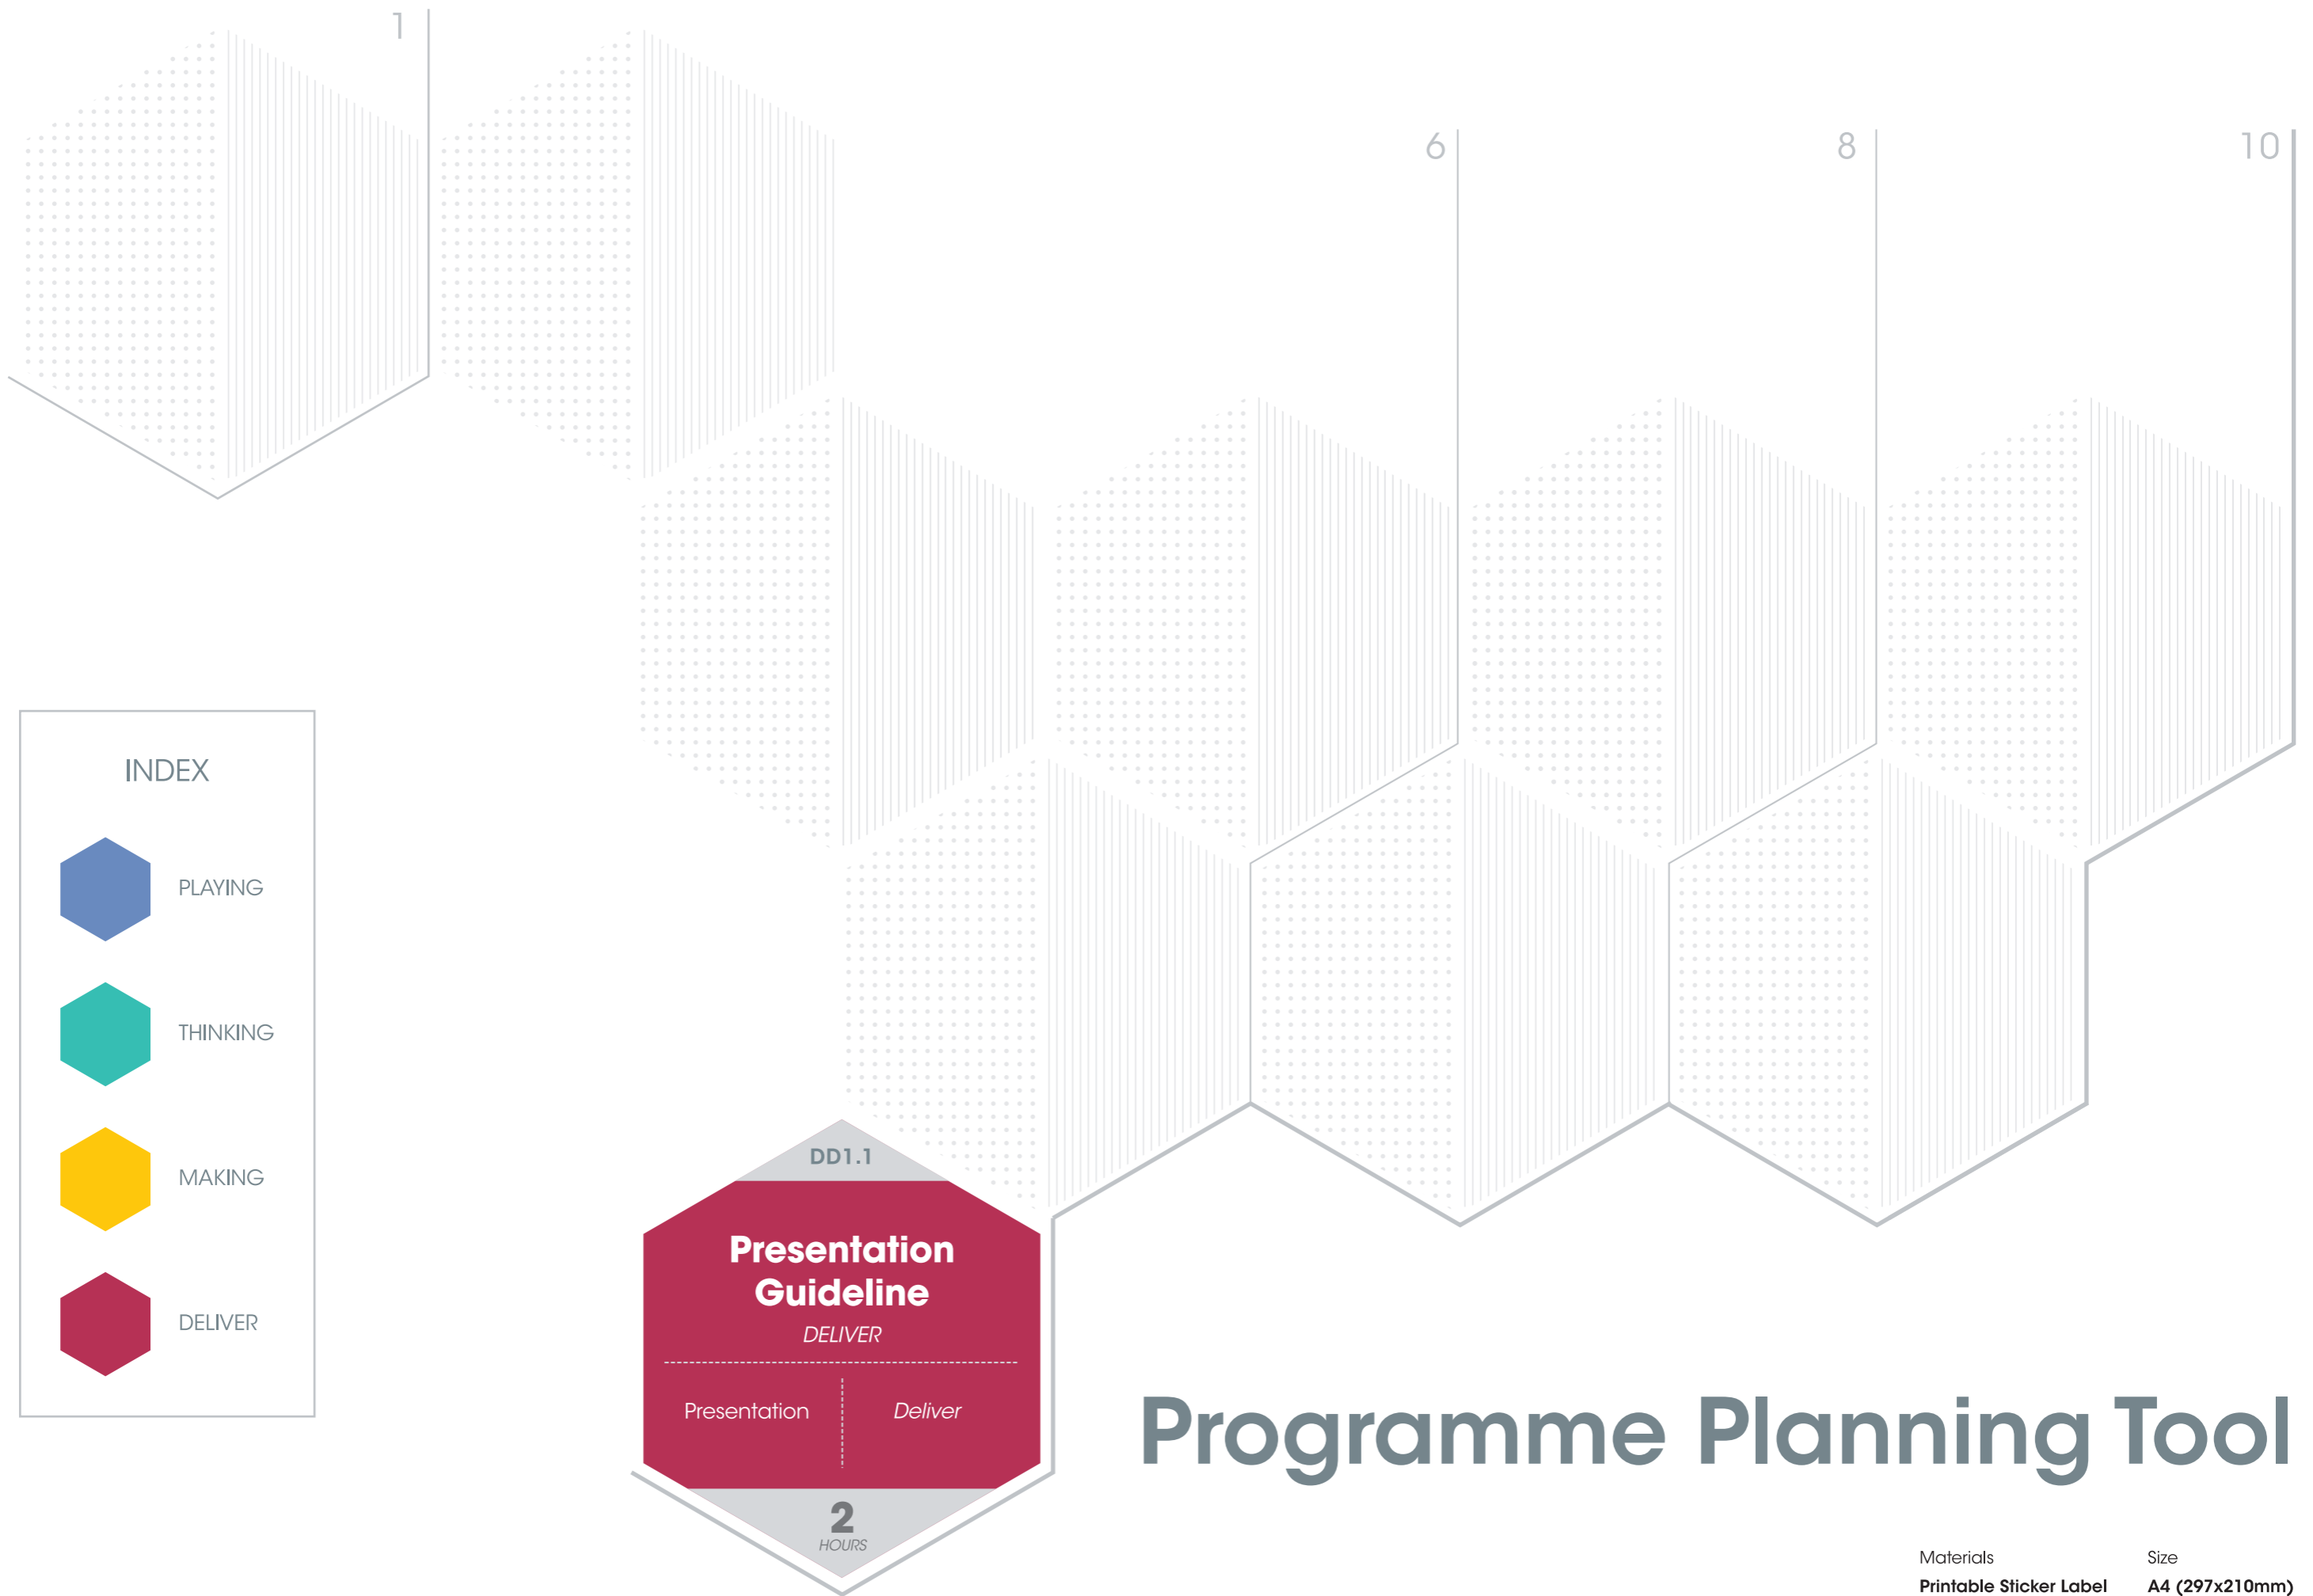 1
6
8
10
INDEX
PLAYING
THINKING
MAKING
DELIVER
DD1.1
Presentation
Guideline
DELIVER
Presentation
Deliver
2
HOURS
Programme Planning Tool
Materials
Printable Sticker Label
Size
A4 (297x210mm)